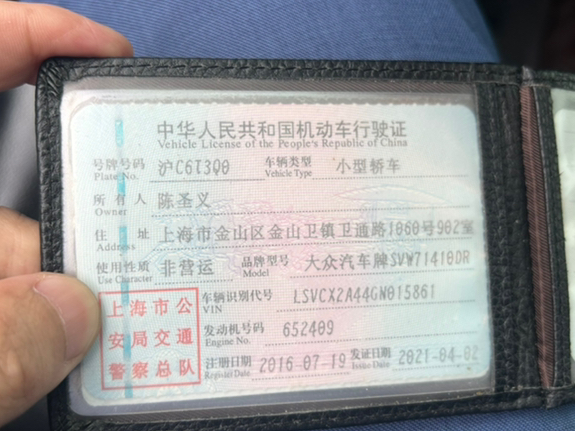 中华人民共和国机动车行驶证
Vehicle License of the People's Republic of China
号牌号码 沪C6T3Q0 车辆类型 小型轿车
Plate No. Vehicle Type
所有人 陈圣义
Owner
住址 上海市金山区金山卫镇卫通路1060号902室
Address
使用性质 非营运 品牌型号 大众汽车牌SVW71410DR
Use Character Model
上海市公 车辆识别代号 LSVCX2A44GN015861
VIN
安局交通 发动机号码 652409
Engine No.
警察总队 注册日期 2016-07-19 发证日期 2021-04-02
Register Date Issue Date